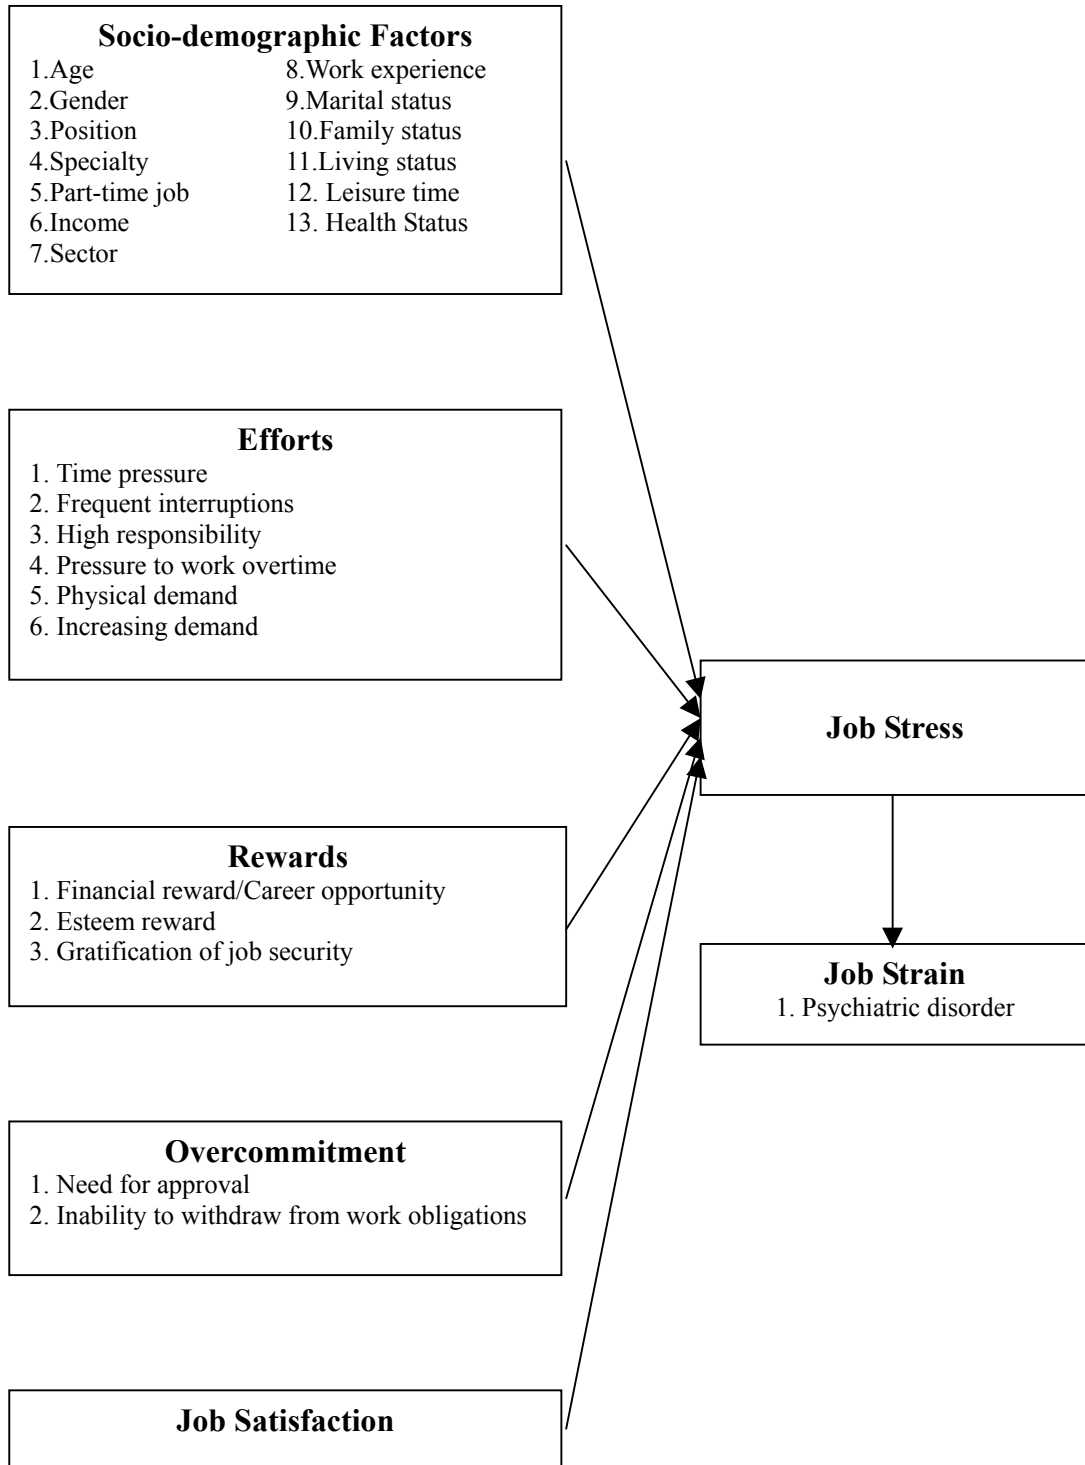 Socio-demographic Factors
1.Age
2.Gender
3.Position
4.Specialty
5.Part-time job
6.Income
7.Sector
8.Work experience
9.Marital status
10.Family status
11.Living status
12. Leisure time
13. Health Status
Efforts
1. Time pressure
2. Frequent interruptions
3. High responsibility
4. Pressure to work overtime
5. Physical demand
6. Increasing demand
Job Stress
Rewards
1. Financial reward/Career opportunity
2. Esteem reward
3. Gratification of job security
Job Strain
1. Psychiatric disorder
Overcommitment
1. Need for approval
2. Inability to withdraw from work obligations
Job Satisfaction